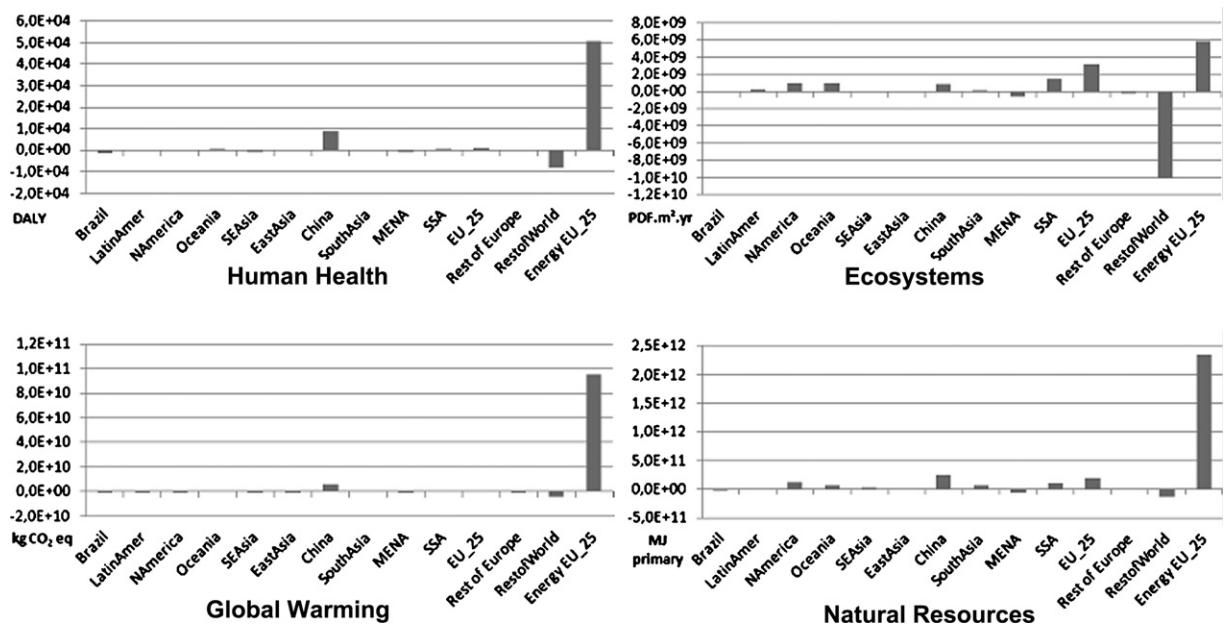 6,0E+04
5,0E+04
4,0E+04
3,0E+04
2,0E+04
1,0E+04
0,0E+00
-1,0E+04
-2,0E+04
DALY
Brazil
LatinAmer
NAmerica
Oceania
SEAsia
EastAsia
China
SouthAsia
MENA
SSA
EU_25
Rest of Europe
RestofWorld
Energy EU_25
Human Health
8,0E+09
6,0E+09
4,0E+09
2,0E+09
0,0E+00
-2,0E+09
-4,0E+09
-6,0E+09
-8,0E+09
-1,0E+10
-1,2E+10
PDF.m².yr
Brazil
LatinAmer
NAmerica
Oceania
SEAsia
EastAsia
China
SouthAsia
MENA
SSA
EU_25
Rest of Europe
RestofWorld
Energy EU_25
Ecosystems
1,2E+11
1,0E+11
8,0E+10
6,0E+10
4,0E+10
2,0E+10
0,0E+00
-2,0E+10
kg CO₂ eq
Brazil
LatinAmer
NAmerica
Oceania
SEAsia
EastAsia
China
SouthAsia
MENA
SSA
EU_25
Rest of Europe
RestofWorld
Energy EU_25
Global Warming
2,5E+12
2,0E+12
1,5E+12
1,0E+12
5,0E+11
0,0E+00
-5,0E+11
MJ
primary
Brazil
LatinAmer
NAmerica
Oceania
SEAsia
EastAsia
China
SouthAsia
MENA
SSA
EU_25
Rest of Europe
RestofWorld
Energy EU_25
Natural Resources